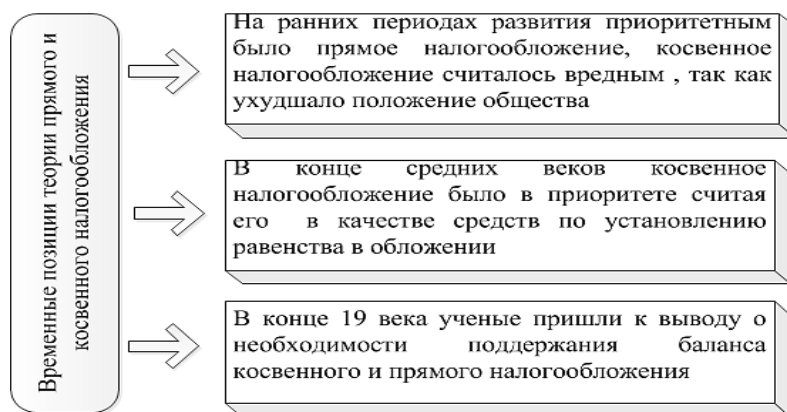 Временные позиции теории прямого и
косвенного налогообложения
На ранних периодах развития приоритетным
было прямое налогообложение, косвенное
налогообложение считалось вредным , так как
ухудшало положение общества
В конце средних веков косвенное
налогообложение было в приоритете считая
его в качестве средств по установлению
равенства в обложении
В конце 19 века ученые пришли к выводу о
необходимости поддержания баланса
косвенного и прямого налогообложения